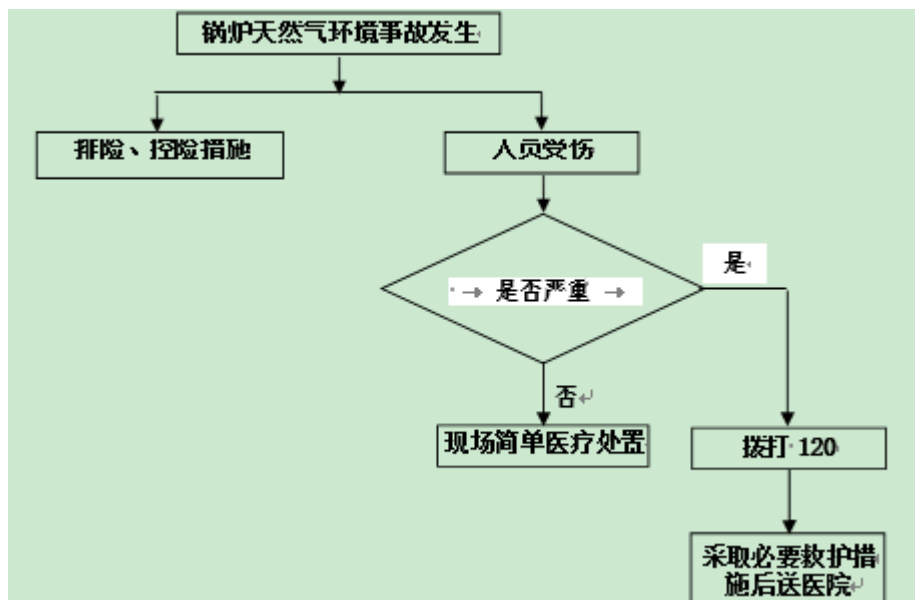 锅炉天然气环境事故发生
排险、控险措施
人员受伤
是
是否严重
否
现场简单医疗处置
拨打 120
采取必要救护措
施后送医院